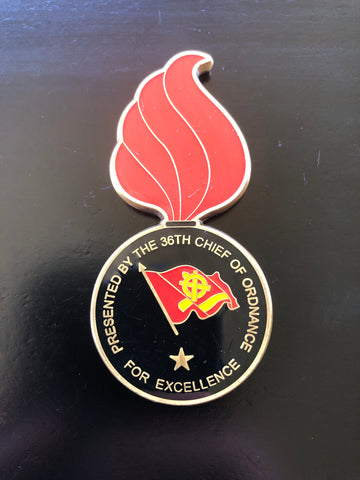 PRESENTED BY THE 36TH CHIEF OF ORDNANCE
FOR EXCELLENCE